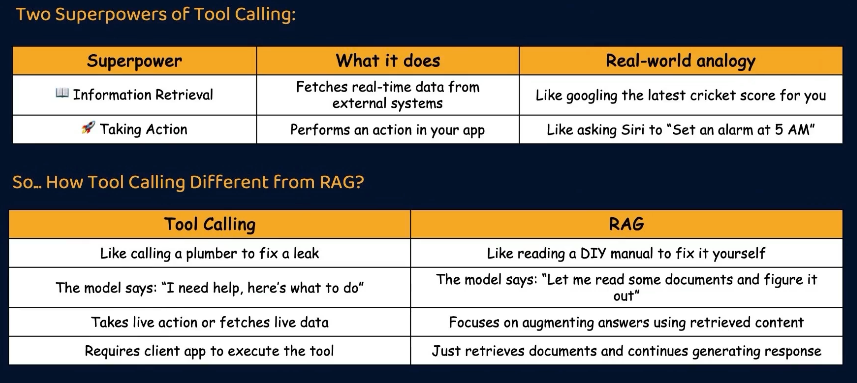 Two Superpowers of Tool Calling:
Superpower What it does Real-world analogy
📖 Information Retrieval Fetches real-time data from external systems Like googling the latest cricket score for you
🚀 Taking Action Performs an action in your app Like asking Siri to “Set an alarm at 5 AM”
So... How Tool Calling Different from RAG?
Tool Calling RAG
Like calling a plumber to fix a leak Like reading a DIY manual to fix it yourself
The model says: “I need help, here’s what to do” The model says: “Let me read some documents and figure it out”
Takes live action or fetches live data Focuses on augmenting answers using retrieved content
Requires client app to execute the tool Just retrieves documents and continues generating response